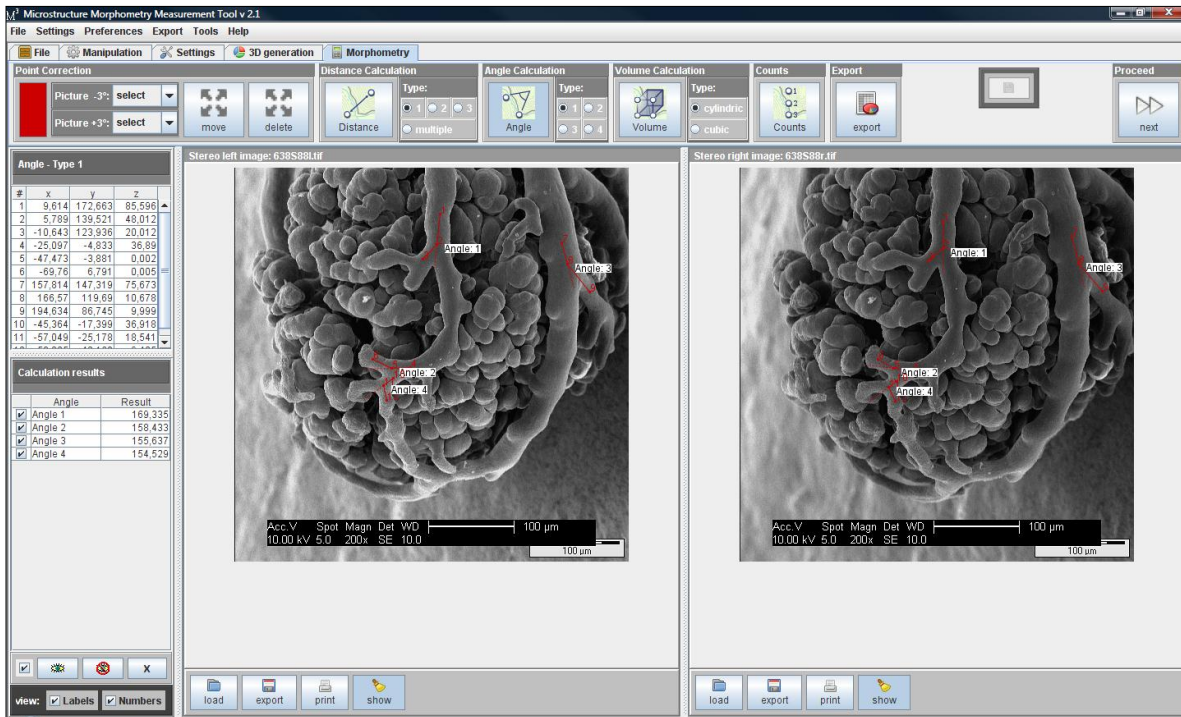 M³ Microstructure Morphometry Measurement Tool v 2.1
File Settings Preferences Export Tools Help
File Manipulation Settings 3D generation Morphometry
Point Correction Distance Calculation Angle Calculation Volume Calculation Counts Export Proceed
Picture -3°: select
Picture +3°: select
move delete
Distance
Type:
1 2 3
multiple
Angle
Type:
1 2
3 4
Volume
Type:
cylindric
cubic
Counts
export
next
Angle - Type 1
# x y z
1 9,614 172,663 85,596
2 5,789 139,521 48,012
3 -10,643 123,936 20,012
4 -25,097 -4,833 36,89
5 -47,473 -3,881 0,002
6 -69,76 6,791 0,005
7 157,814 147,319 75,673
8 166,57 119,69 10,678
9 194,634 86,745 9,999
10 -45,364 -17,399 36,918
11 -57,049 -25,178 18,541
Calculation results
Angle Result
Angle 1 169,335
Angle 2 158,433
Angle 3 155,637
Angle 4 154,529
X
view: Labels Numbers
Stereo left image: 638S88l.tif
Angle: 1
Angle: 3
Angle: 2
Angle: 4
Acc.V Spot Magn Det WD 100 µm
10.00 kV 5.0 200x SE 10.0
100 µm
load export print show
Stereo right image: 638S88r.tif
Angle: 1
Angle: 3
Angle: 2
Angle: 4
Acc.V Spot Magn Det WD 100 µm
10.00 kV 5.0 200x SE 10.0
100 µm
load export print show